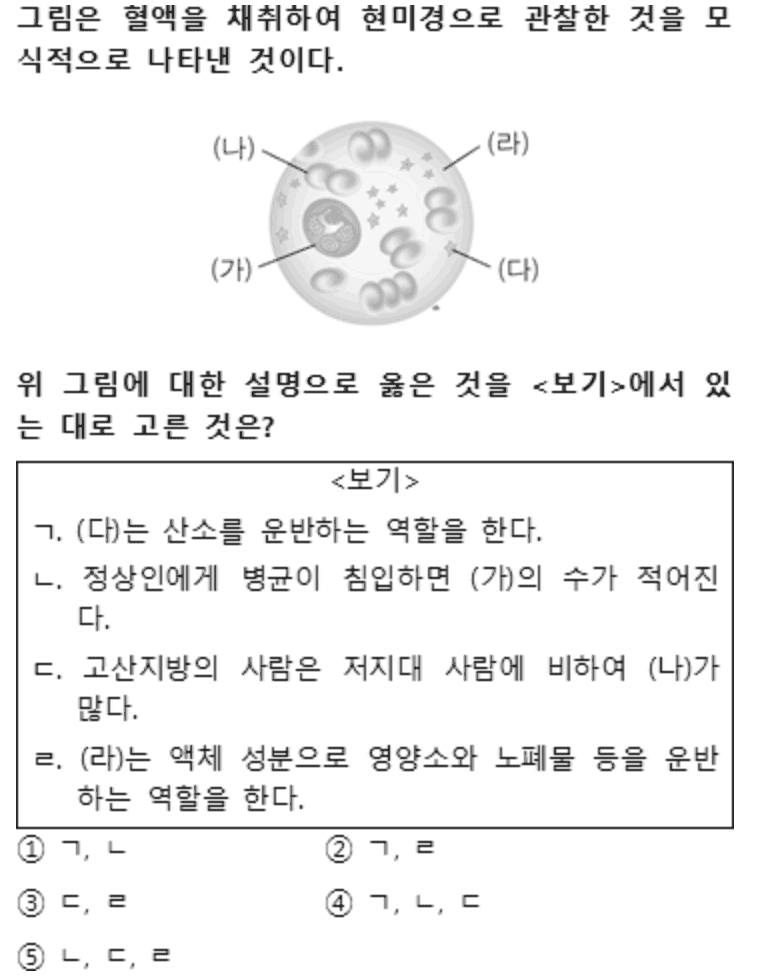 그림은 혈액을 채취하여 현미경으로 관찰한 것을 모
식적으로 나타낸 것이다.
(나)
(라)
(가)
(다)
위 그림에 대한 설명으로 옳은 것을 <보기>에서 있
는 대로 고른 것은?
<보기>
ㄱ. (다)는 산소를 운반하는 역할을 한다.
ㄴ. 정상인에게 병균이 침입하면 (가)의 수가 적어진
다.
ㄷ. 고산지방의 사람은 저지대 사람에 비하여 (나)가
많다.
ㄹ. (라)는 액체 성분으로 영양소와 노폐물 등을 운반
하는 역할을 한다.
① ㄱ, ㄴ ② ㄱ, ㄹ
③ ㄷ, ㄹ ④ ㄱ, ㄴ, ㄷ
⑤ ㄴ, ㄷ, ㄹ